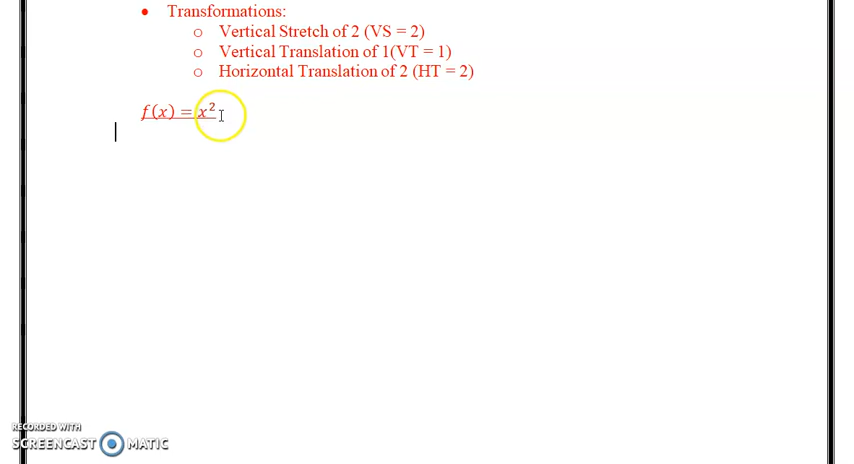 • Transformations:
o Vertical Stretch of 2 (VS = 2)
o Vertical Translation of 1(VT = 1)
o Horizontal Translation of 2 (HT = 2)
f(x) = x²
RECORDED WITH
SCREENCAST MATIC